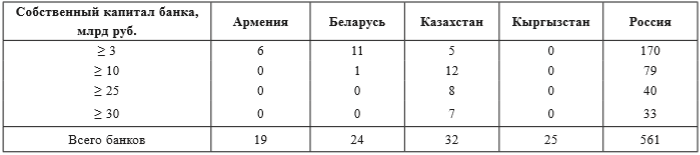 Собственный капитал банка, млрд руб. Армения Беларусь Казахстан Кыргызстан Россия
≥ 3 6 11 5 0 170
≥ 10 0 1 12 0 79
≥ 25 0 0 8 0 40
≥ 30 0 0 7 0 33
Всего банков 19 24 32 25 561